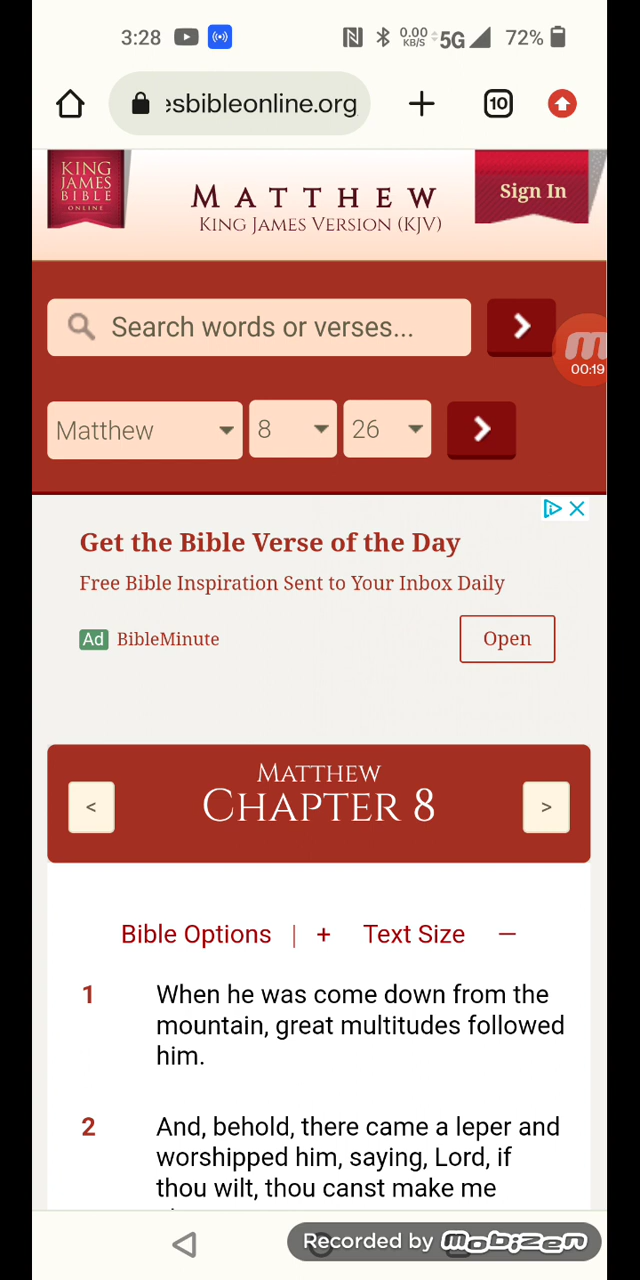 3:28 0.00 KB/S 5G 72%
esbibleonline.org 10
KING
JAMES
BIBLE
ONLINE
MATTHEW
KING JAMES VERSION (KJV)
Sign In
Search words or verses...
00:19
Matthew 8 26
Get the Bible Verse of the Day
Free Bible Inspiration Sent to Your Inbox Daily
Ad BibleMinute
Open
MATTHEW
CHAPTER 8
< >
Bible Options | + Text Size –
1 When he was come down from the
mountain, great multitudes followed
him.
2 And, behold, there came a leper and
worshipped him, saying, Lord, if
thou wilt, thou canst make me
Recorded by mobizen